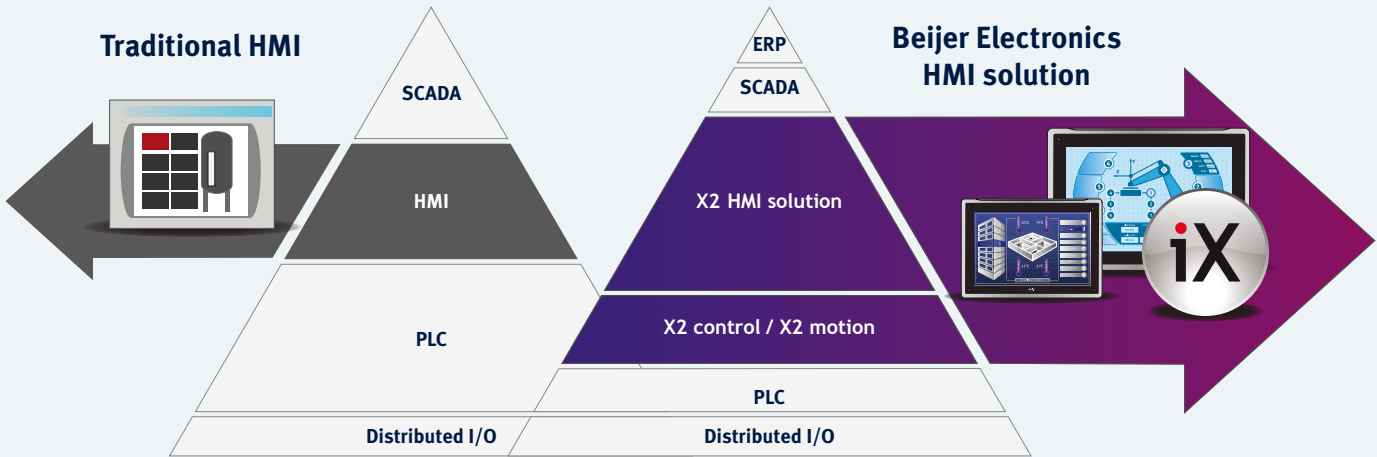 Traditional HMI
SCADA
HMI
PLC
Distributed I/O
ERP
SCADA
X2 HMI solution
X2 control / X2 motion
PLC
Distributed I/O
Beijer Electronics
HMI solution
iX